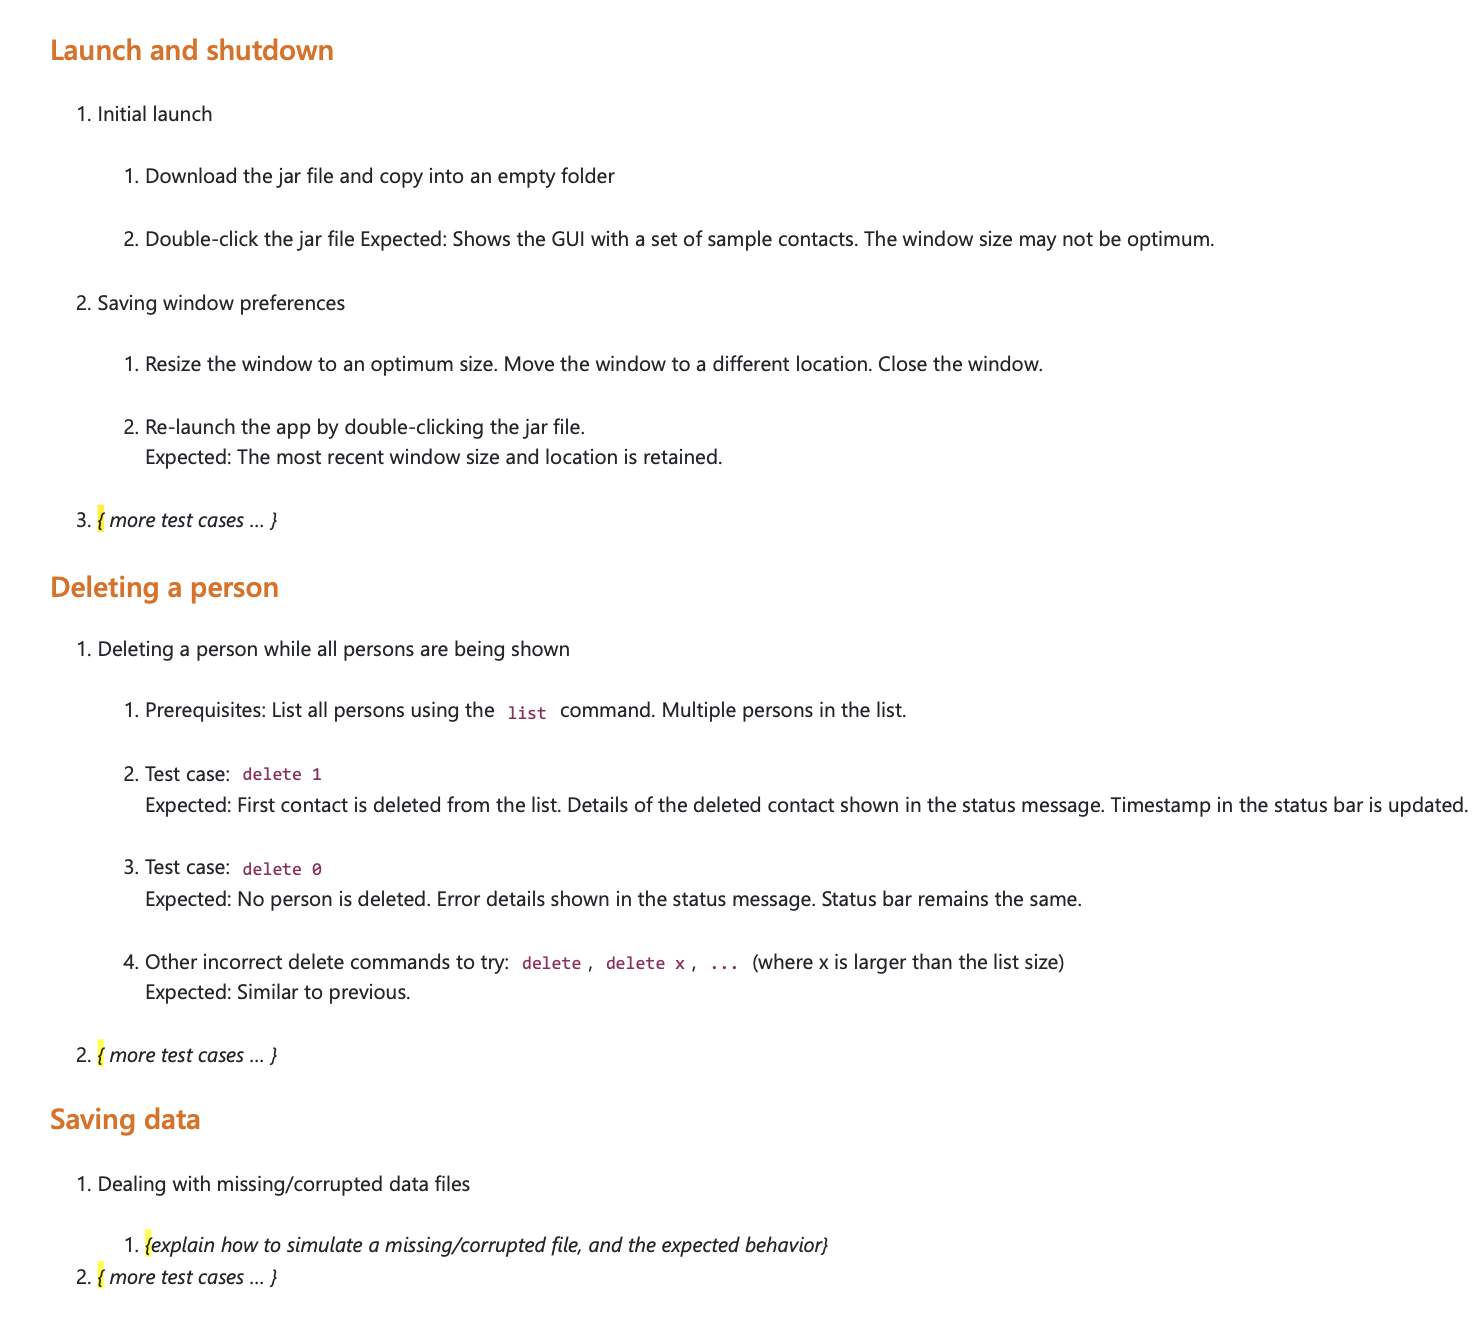 Launch and shutdown
1. Initial launch
1. Download the jar file and copy into an empty folder
2. Double-click the jar file Expected: Shows the GUI with a set of sample contacts. The window size may not be optimum.
2. Saving window preferences
1. Resize the window to an optimum size. Move the window to a different location. Close the window.
2. Re-launch the app by double-clicking the jar file.
Expected: The most recent window size and location is retained.
3. { more test cases … }
Deleting a person
1. Deleting a person while all persons are being shown
1. Prerequisites: List all persons using the list command. Multiple persons in the list.
2. Test case: delete 1
Expected: First contact is deleted from the list. Details of the deleted contact shown in the status message. Timestamp in the status bar is updated.
3. Test case: delete 0
Expected: No person is deleted. Error details shown in the status message. Status bar remains the same.
4. Other incorrect delete commands to try: delete, delete x, ... (where x is larger than the list size)
Expected: Similar to previous.
2. { more test cases … }
Saving data
1. Dealing with missing/corrupted data files
1. {explain how to simulate a missing/corrupted file, and the expected behavior}
2. { more test cases … }